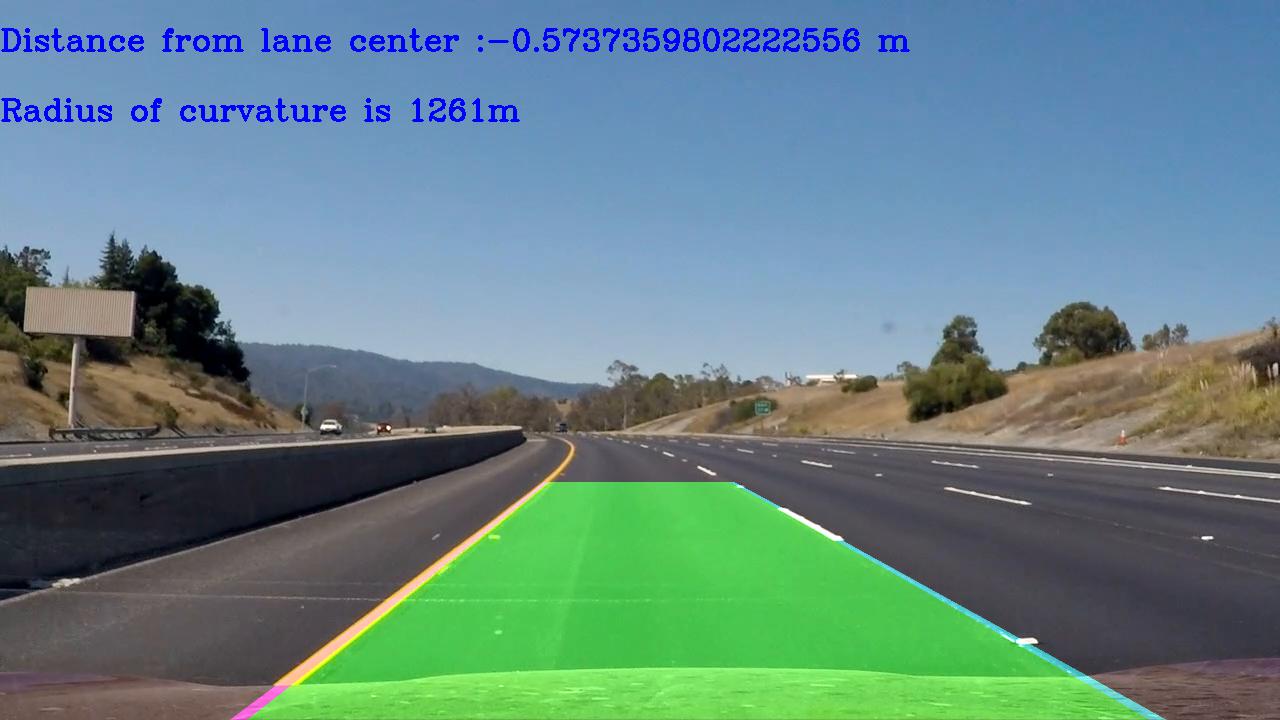 Distance from lane center :-0.5737359802222556 m
Radius of curvature is 1261m